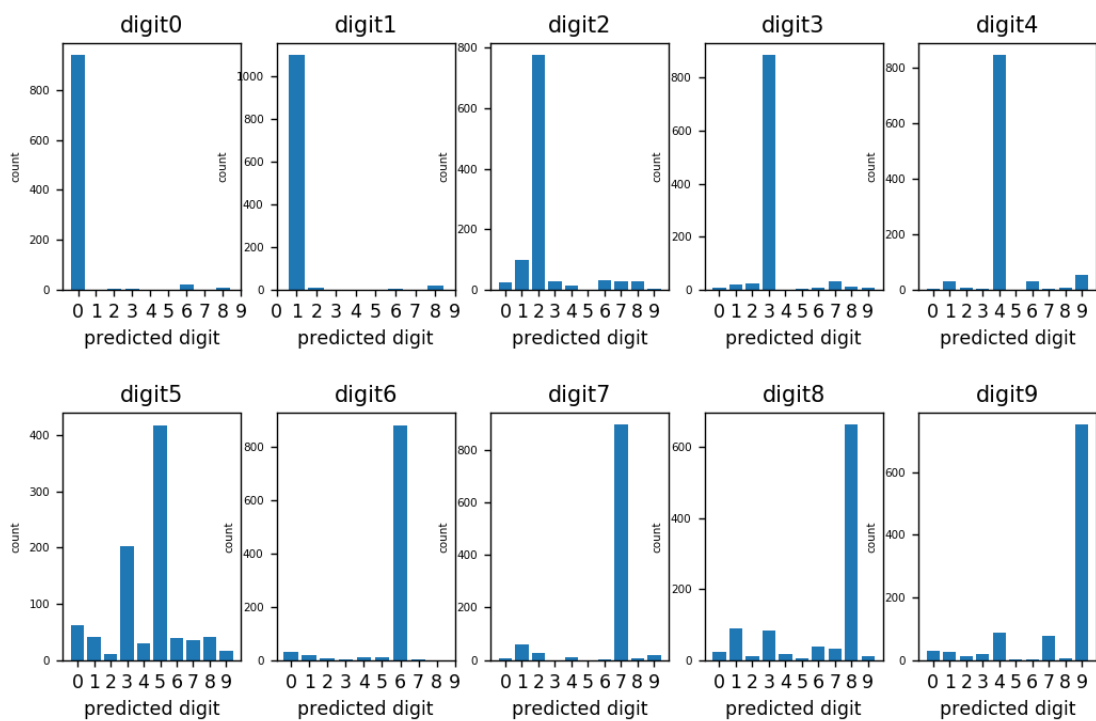 digit0 digit1 digit2 digit3 digit4
count
0 200 400 600 800
0 1 2 3 4 5 6 7 8 9
predicted digit
count
0 200 400 600 800 1000
0 1 2 3 4 5 6 7 8 9
predicted digit
count
0 200 400 600 800
0 1 2 3 4 5 6 7 8 9
predicted digit
count
0 200 400 600 800
0 1 2 3 4 5 6 7 8 9
predicted digit
count
0 200 400 600 800
0 1 2 3 4 5 6 7 8 9
predicted digit
digit5 digit6 digit7 digit8 digit9
count
0 100 200 300 400
0 1 2 3 4 5 6 7 8 9
predicted digit
count
0 200 400 600 800
0 1 2 3 4 5 6 7 8 9
predicted digit
count
0 200 400 600 800
0 1 2 3 4 5 6 7 8 9
predicted digit
count
0 200 400 600
0 1 2 3 4 5 6 7 8 9
predicted digit
count
0 200 400 600
0 1 2 3 4 5 6 7 8 9
predicted digit